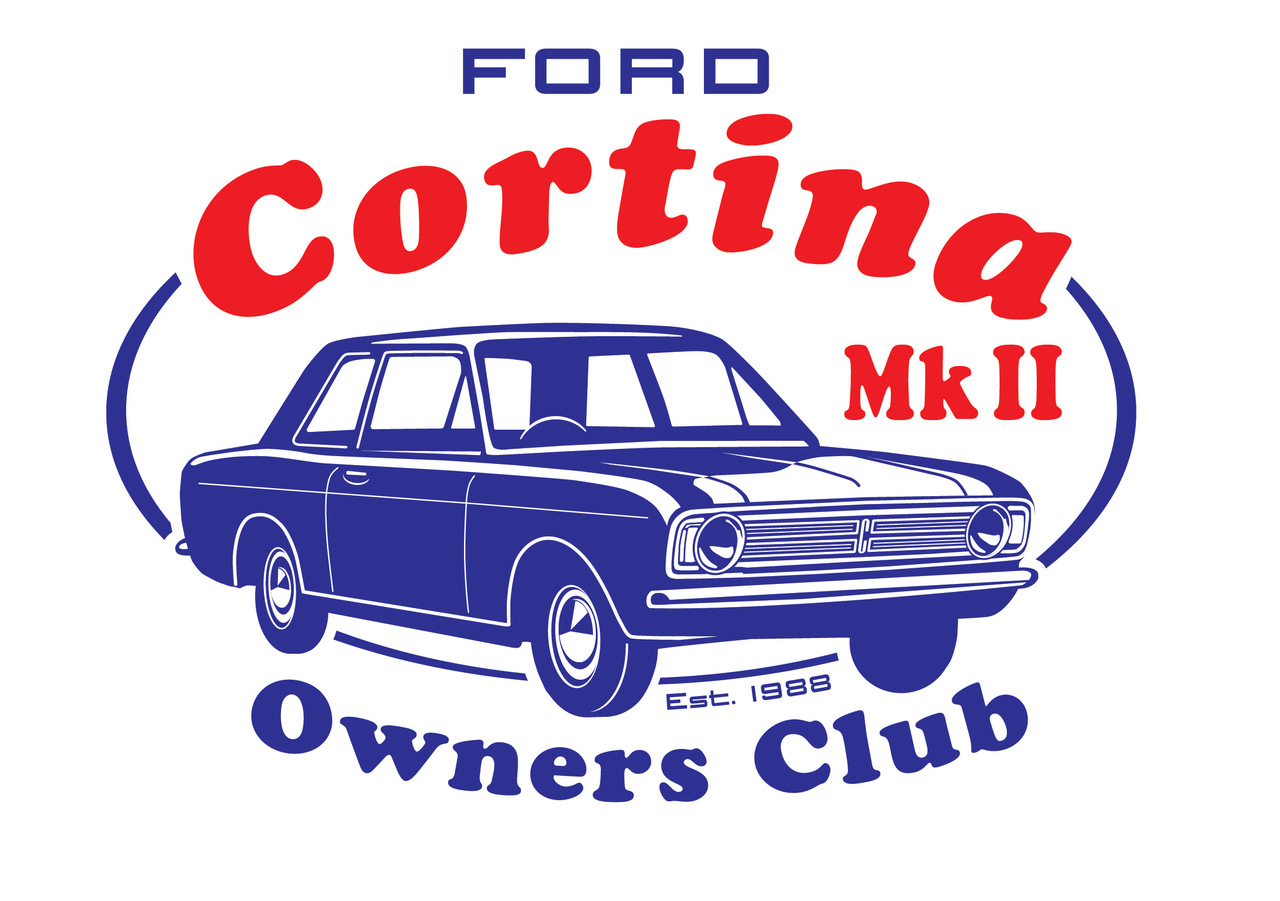 FORD
Cortina
Mk II
Est. 1988
Owners Club